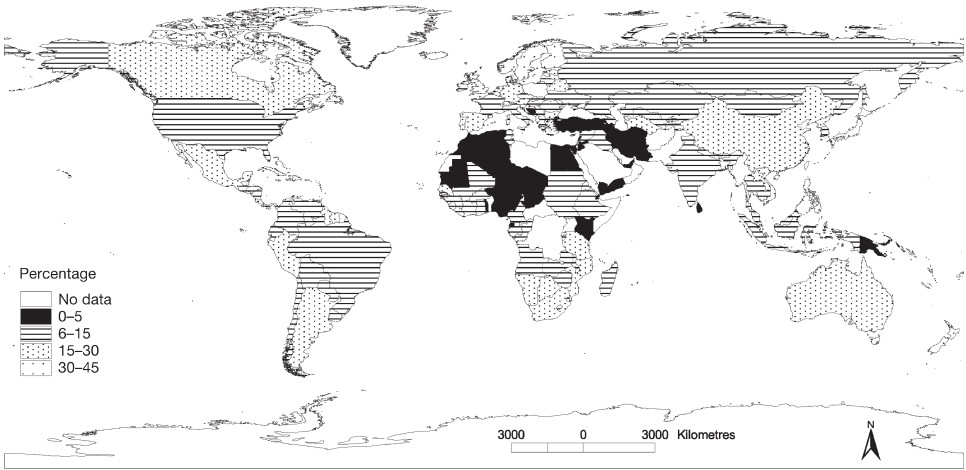 Percentage
No data
0–5
6–15
15–30
30–45
3000 0 3000 Kilometres
N